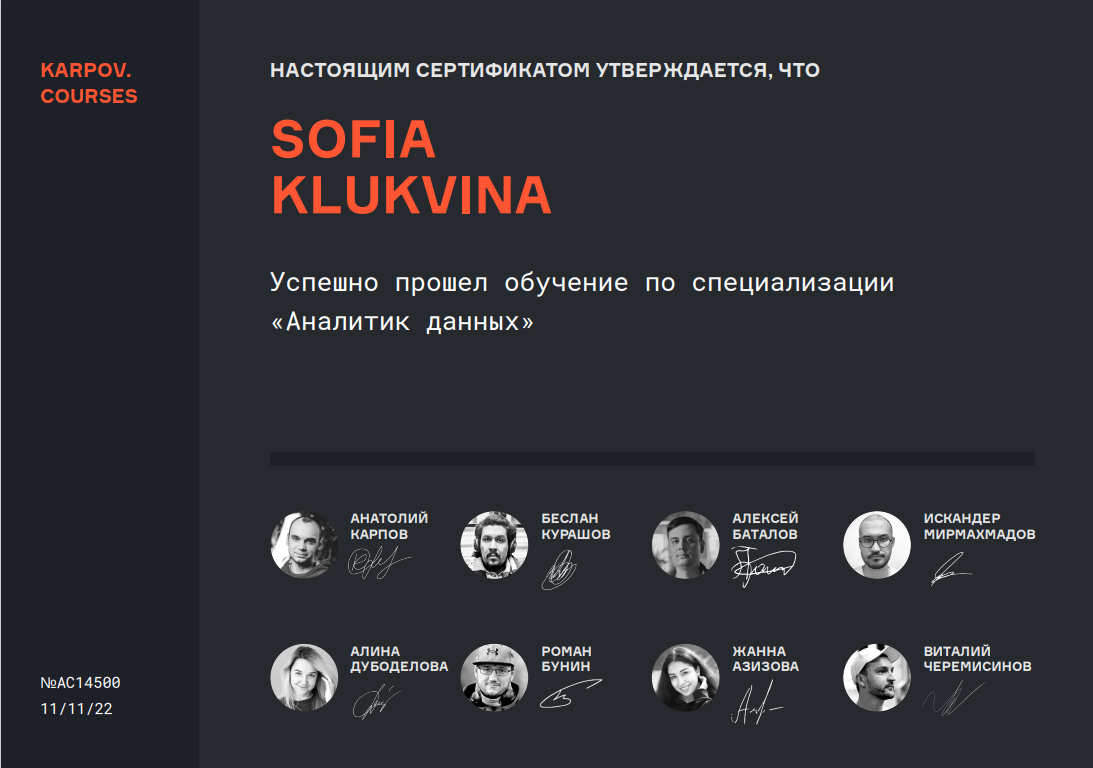 KARPOV.
COURSES
НАСТОЯЩИМ СЕРТИФИКАТОМ УТВЕРЖДАЕТСЯ, ЧТО
SOFIA
KLUKVINA
Успешно прошел обучение по специализации
«Аналитик данных»
АНАТОЛИЙ
КАРПОВ
БЕСЛАН
КУРАШОВ
АЛЕКСЕЙ
БАТАЛОВ
ИСКАНДЕР
МИРМАХМАДОВ
АЛИНА
ДУБОДЕЛОВА
РОМАН
БУНИН
ЖАННА
АЗИЗОВА
ВИТАЛИЙ
ЧЕРЕМИСИНОВ
№AC14500
11/11/22